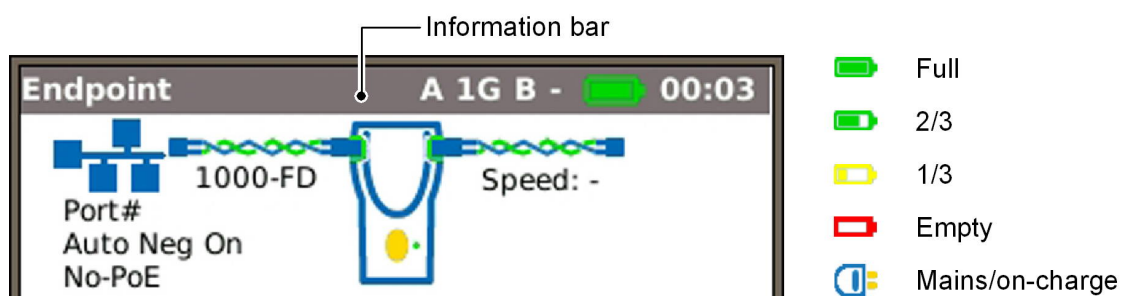 Information bar
Endpoint A 1G B - 00:03
1000-FD
Speed: -
Port#
Auto Neg On
No-PoE
Full
2/3
1/3
Empty
Mains/on-charge